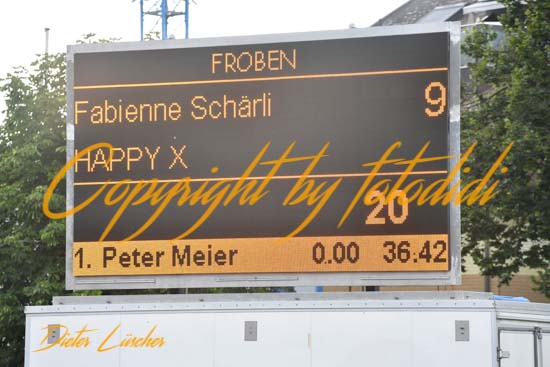 FROBEN
Fabienne Schärli 9
HAPPY X
Copyright by fotodidi
20
1. Peter Meier 0.00 36.42
Dieter Lüscher